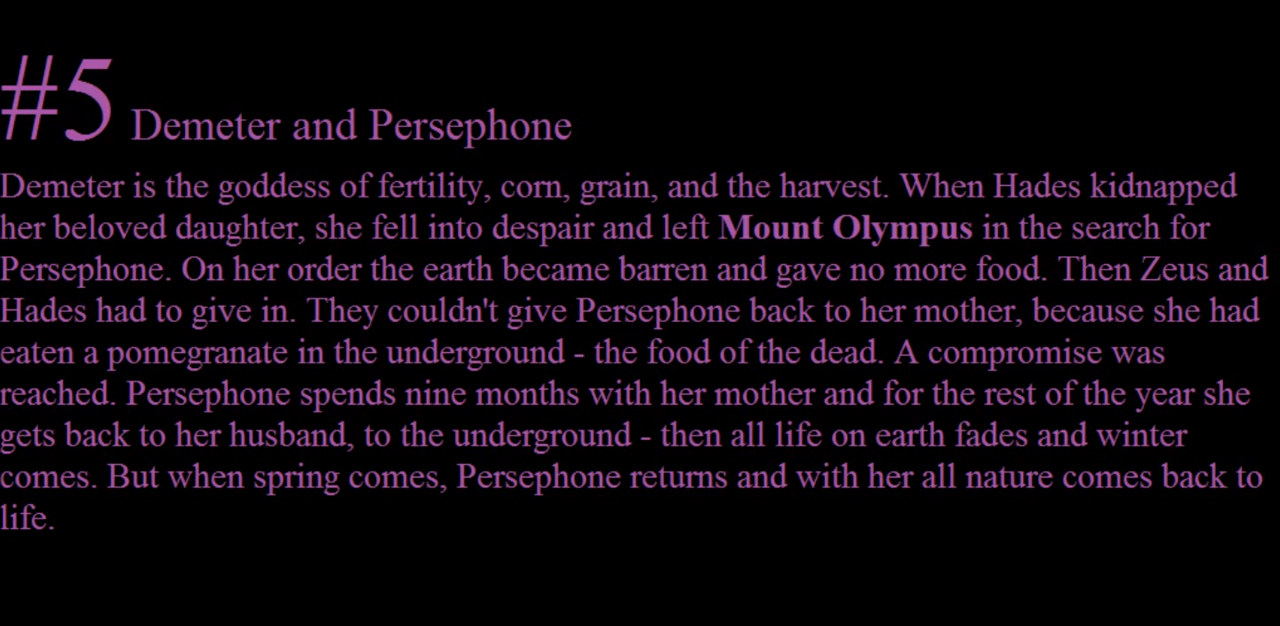 #5 Demeter and Persephone
Demeter is the goddess of fertility, corn, grain, and the harvest. When Hades kidnapped
her beloved daughter, she fell into despair and left Mount Olympus in the search for
Persephone. On her order the earth became barren and gave no more food. Then Zeus and
Hades had to give in. They couldn't give Persephone back to her mother, because she had
eaten a pomegranate in the underground - the food of the dead. A compromise was
reached. Persephone spends nine months with her mother and for the rest of the year she
gets back to her husband, to the underground - then all life on earth fades and winter
comes. But when spring comes, Persephone returns and with her all nature comes back to
life.